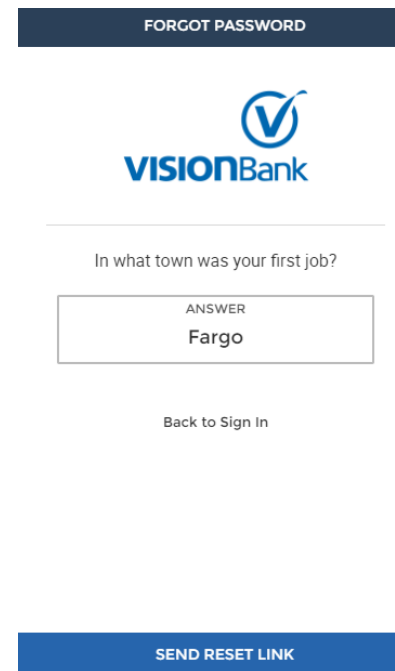 FORGOT PASSWORD
VISIONBank
In what town was your first job?
ANSWER
Fargo
Back to Sign In
SEND RESET LINK